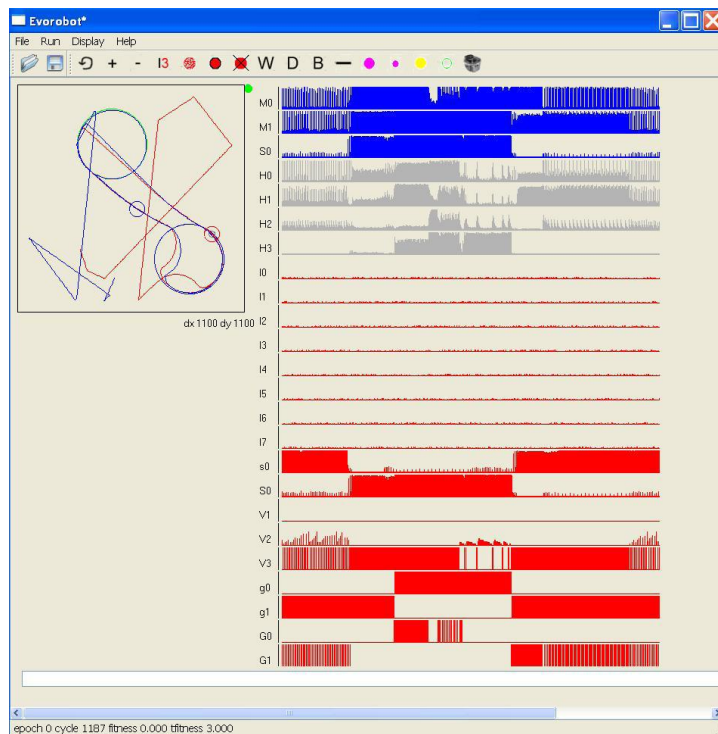 Evorobot*
File Run Display Help
+ - I3 W D B
M0
M1
S0
H0
H1
H2
H3
I0
I1
dx 1100 dy 1100 I2
I3
I4
I5
I6
I7
s0
S0
V1
V2
V3
g0
g1
G0
G1
epoch 0 cycle 1187 fitness 0.000 tfitness 3.000